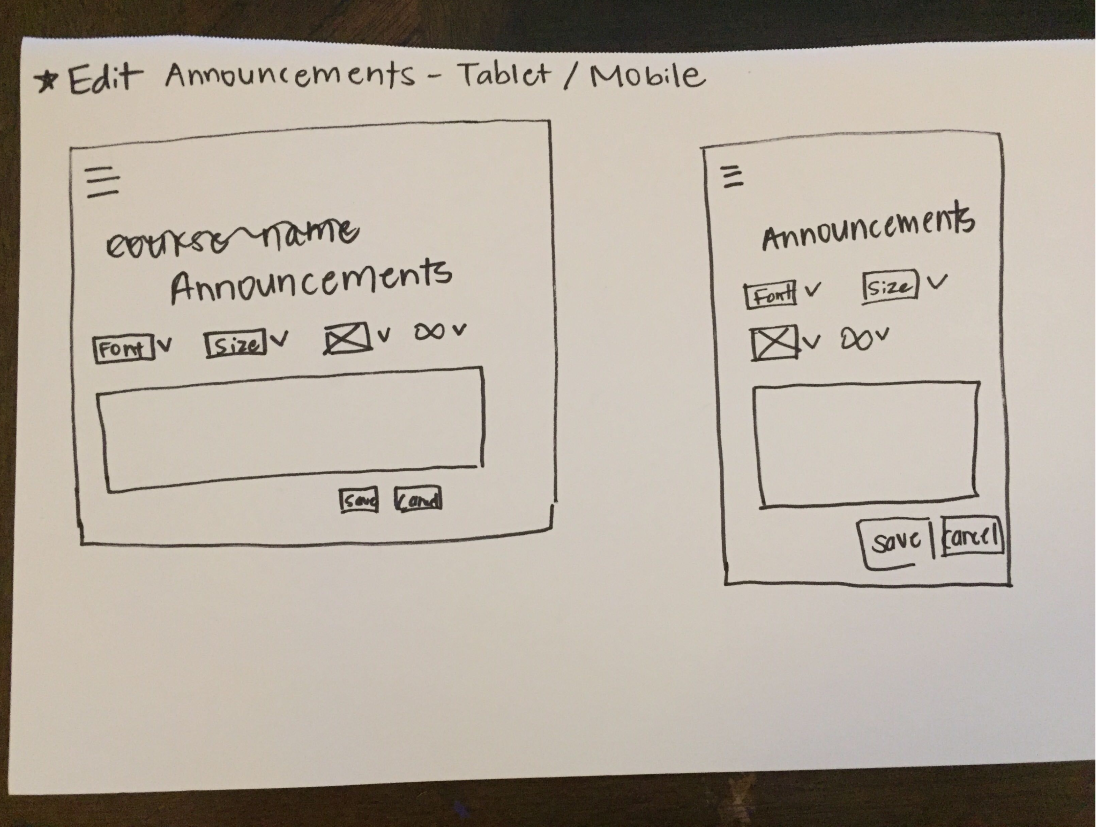 ★ Edit Announcements - Tablet / Mobile
course name
Announcements
Font Size
Save Cancel
Announcements
Font Size
Save Cancel